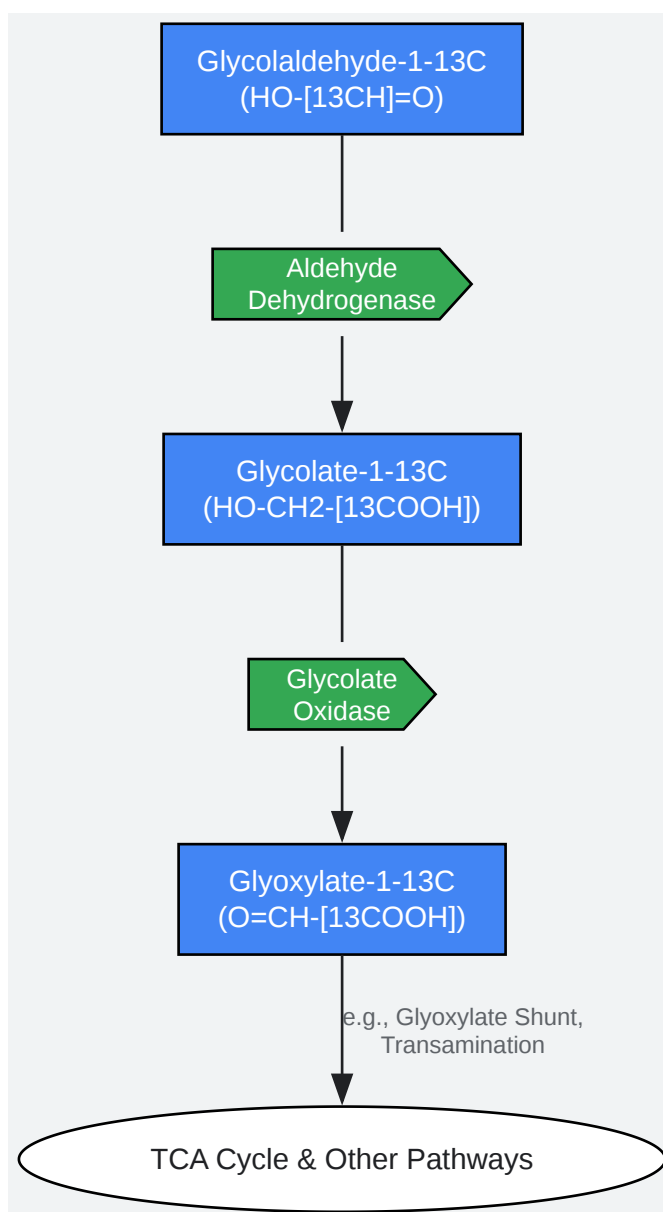 Glycolaldehyde-1-13C
(HO-[13CH]=O)
Aldehyde
Dehydrogenase
Glycolate-1-13C
(HO-CH2-[13COOH])
Glycolate
Oxidase
Glyoxylate-1-13C
(O=CH-[13COOH])
e.g., Glyoxylate Shunt,
Transamination
TCA Cycle & Other Pathways